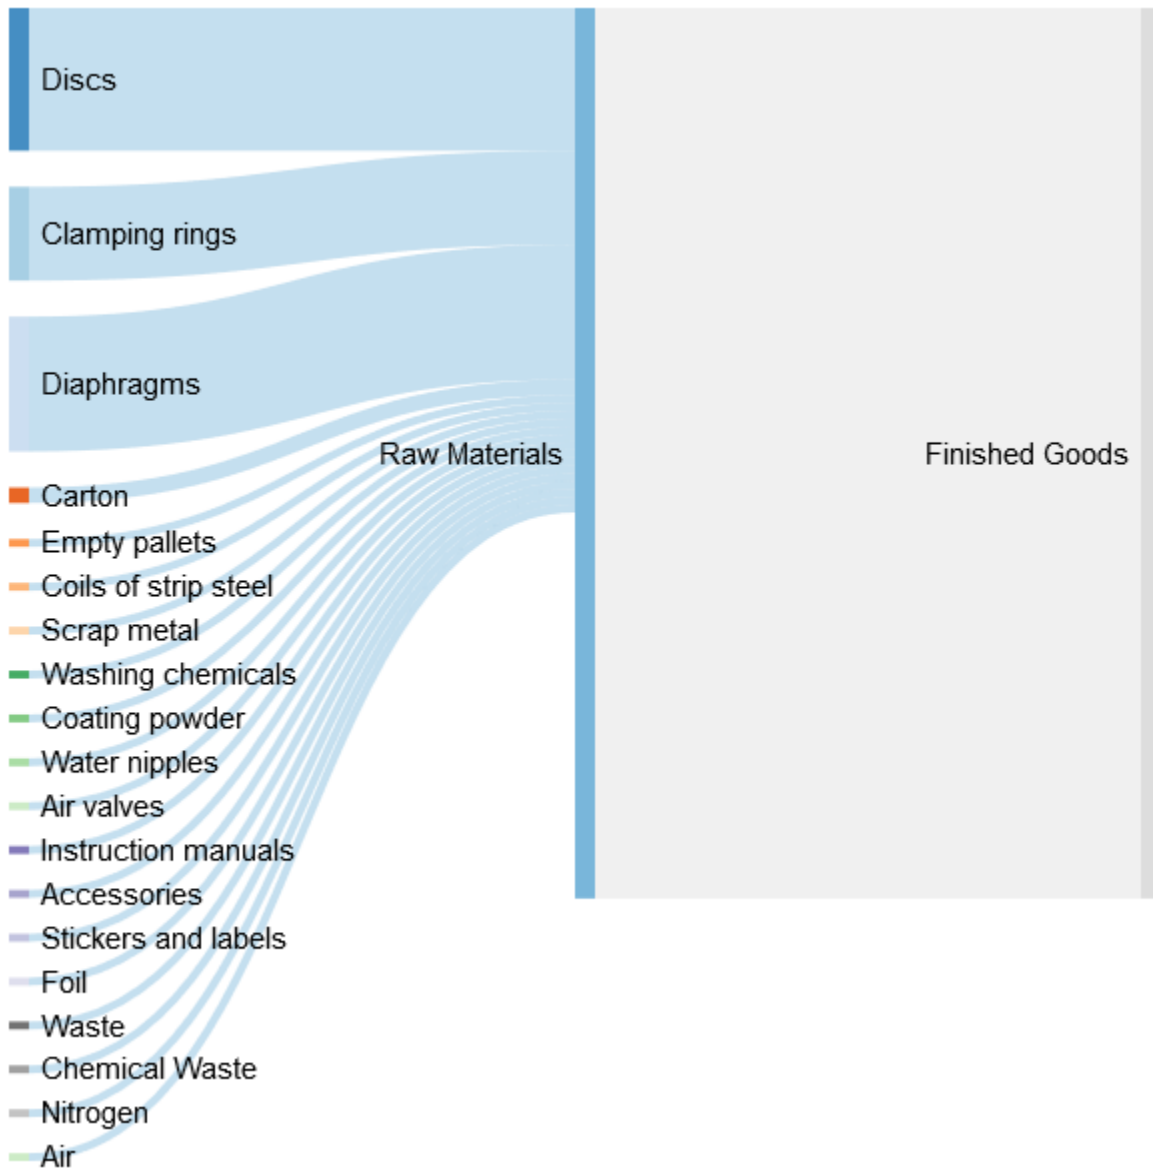 Discs
Clamping rings
Diaphragms
Raw Materials
Finished Goods
Carton
Empty pallets
Coils of strip steel
Scrap metal
Washing chemicals
Coating powder
Water nipples
Air valves
Instruction manuals
Accessories
Stickers and labels
Foil
Waste
Chemical Waste
Nitrogen
Air